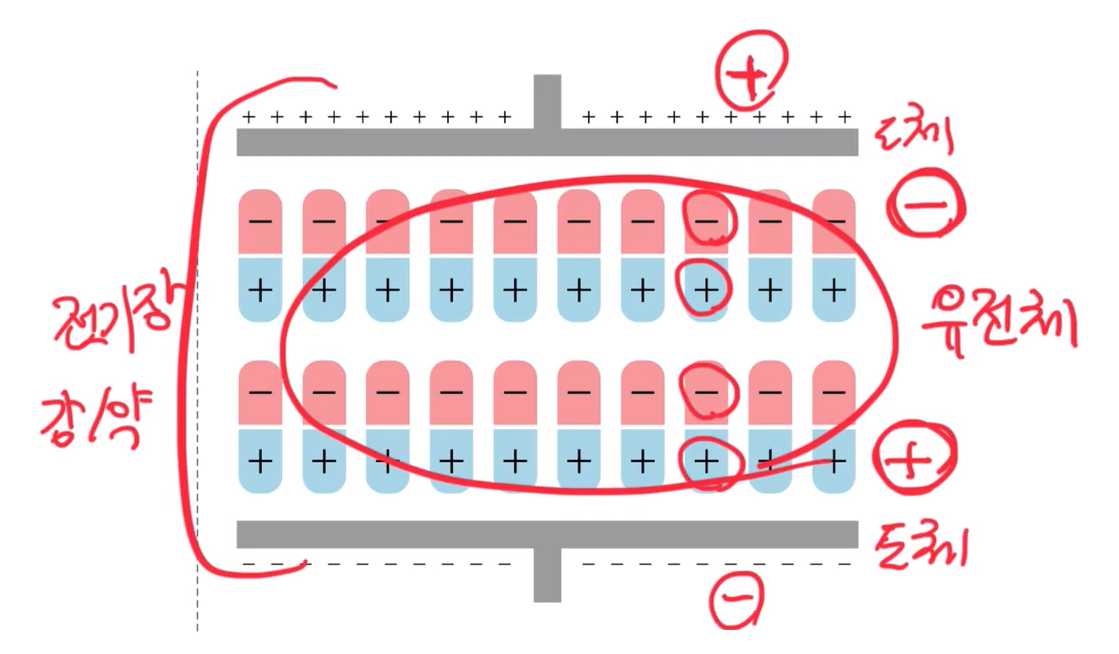 ⊕
+ + + + + + + + + + + + + + + + + + + +
도체
− − − − − − − − − −
⊖
+ + + + + + + + + +
전기장
유전체
강/약
− − − − − − − − − −
+ + + + + + + + + +
⊕
도체
− − − − − − − − − − − − − − − − − − − −
⊖